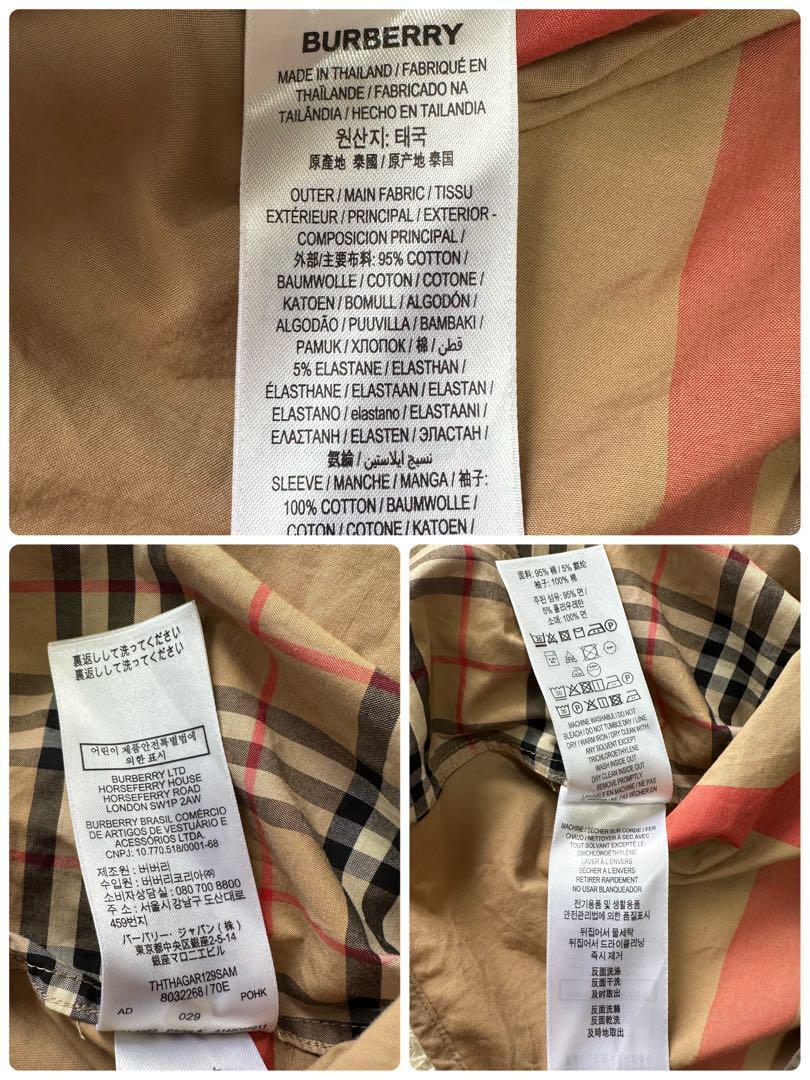 BURBERRY
MADE IN THAILAND / FABRIQUÉ EN
THAÏLANDE / FABRICADO NA
TAILÂNDIA / HECHO EN TAILANDIA
원산지: 태국
原產地 泰國 / 原产地 泰国
OUTER / MAIN FABRIC / TISSU
EXTÉRIEUR / PRINCIPAL / EXTERIOR -
COMPOSICION PRINCIPAL /
外部/主要布料: 95% COTTON /
BAUMWOLLE / COTON / COTONE /
KATOEN / BOMULL / ALGODÓN /
ALGODÃO / PUUVILLA / BAMBAKI /
PAMUK / ХЛОПОК / 棉 / قطن /
5% ELASTANE / ELASTHAN /
ÉLASTHANE / ELASTAAN / ELASTAN /
ELASTANO / elastano / ELASTAANI /
ΕΛΑΣΤΑΝΗ / ELASTEN / ЭЛАСТАН /
氨綸 / نسيج ايلاستين /
SLEEVE / MANCHE / MANGA / 袖子:
100% COTTON / BAUMWOLLE /
COTON / COTONE / KATOEN /
裏返しして洗ってください
裏返しして洗ってください
어린이 제품안전특별법에
의한 표시
BURBERRY LTD
HORSEFERRY HOUSE
HORSEFERRY ROAD
LONDON SW1P 2AW
BURBERRY BRASIL COMÉRCIO
DE ARTIGOS DE VESTUÁRIO E
ACESSÓRIOS LTDA.
CNPJ: 10.770.518/0001-68
제조원 : 버버리
수입원 : 버버리코리아㈜
소비자상담실 : 080 700 8800
주 소 : 서울시 강남구 도산대로
459번지
バーバリー・ジャパン (株)
東京都中央区銀座2-5-14
銀座マロニエビル
THTHAGAR129SAM
8032268 / 70E
AD 029 POHK
面料: 95% 棉 / 5% 氨纶
袖子: 100% 棉
주된 섬유: 95% 면 /
5% 폴리우레탄
소매: 100% 면
MACHINE WASHABLE / DO NOT
BLEACH / DO NOT TUMBLE DRY / LINE
DRY / WARM IRON / DRY CLEAN WITH
ANY SOLVENT EXCEPT
TRICHLOROETHYLENE
WASH INSIDE OUT
DRY CLEAN INSIDE OUT
REMOVE PROMPTLY
LAVABLE EN MACHINE / NE PAS
MACHINE / SÉCHER SUR CORDE / FER
CHAUD / NETTOYER À SEC AVEC
TOUT SOLVANT EXCEPTÉ LE
TRICHLOROÉTHYLÈNE
LAVER À L'ENVERS
SÉCHER À L'ENVERS
RETIRER RAPIDEMENT
NO USAR BLANQUEADOR
전기용품 및 생활용품
안전관리법에 의한 품질표시
뒤집어서 물세탁
뒤집어서 드라이클리닝
즉시 제거
反面洗涤
反面干洗
及时取出
反面洗滌
反面乾洗
及時地取出